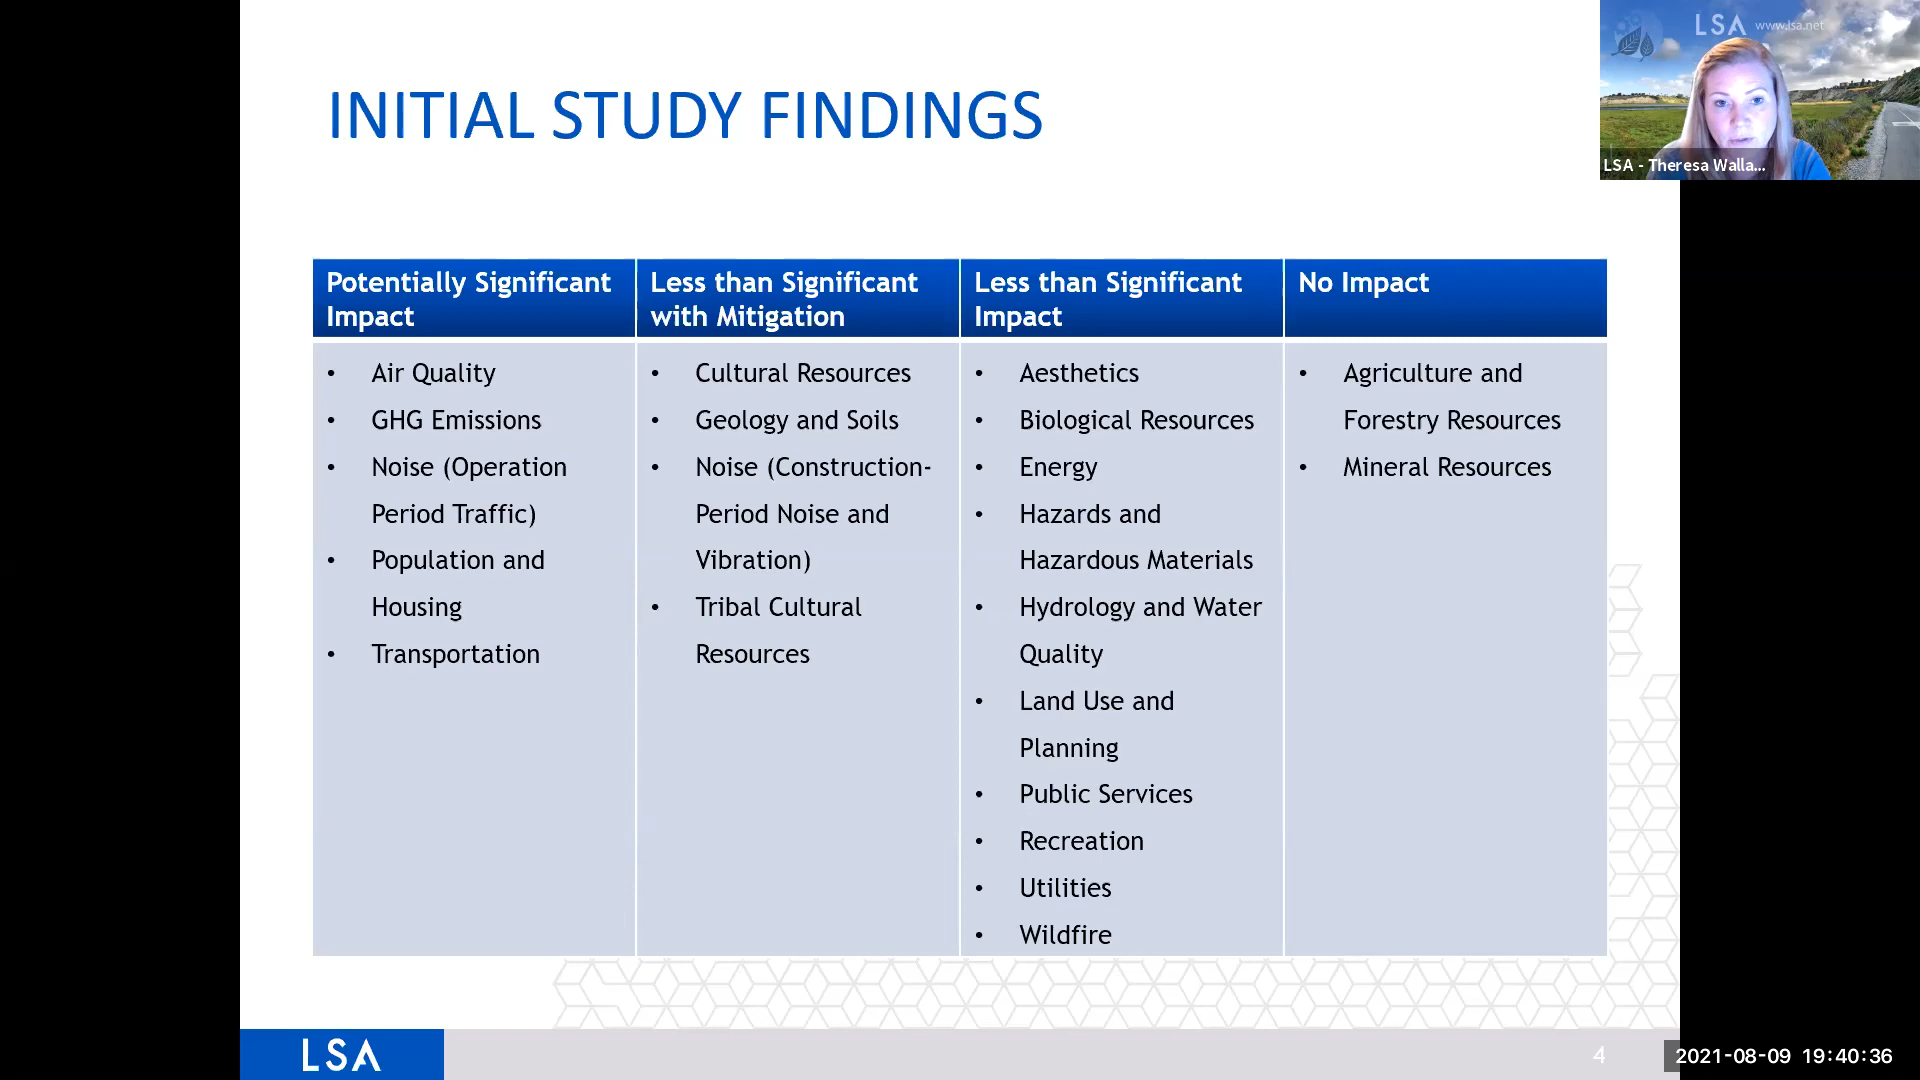 LSA www.lsa.net
LSA - Theresa Walla...
INITIAL STUDY FINDINGS
Potentially Significant
Impact
• Air Quality
• GHG Emissions
• Noise (Operation
Period Traffic)
• Population and
Housing
• Transportation
Less than Significant
with Mitigation
• Cultural Resources
• Geology and Soils
• Noise (Construction-
Period Noise and
Vibration)
• Tribal Cultural
Resources
Less than Significant
Impact
• Aesthetics
• Biological Resources
• Energy
• Hazards and
Hazardous Materials
• Hydrology and Water
Quality
• Land Use and
Planning
• Public Services
• Recreation
• Utilities
• Wildfire
No Impact
• Agriculture and
Forestry Resources
• Mineral Resources
LSA
4
2021-08-09 19:40:36